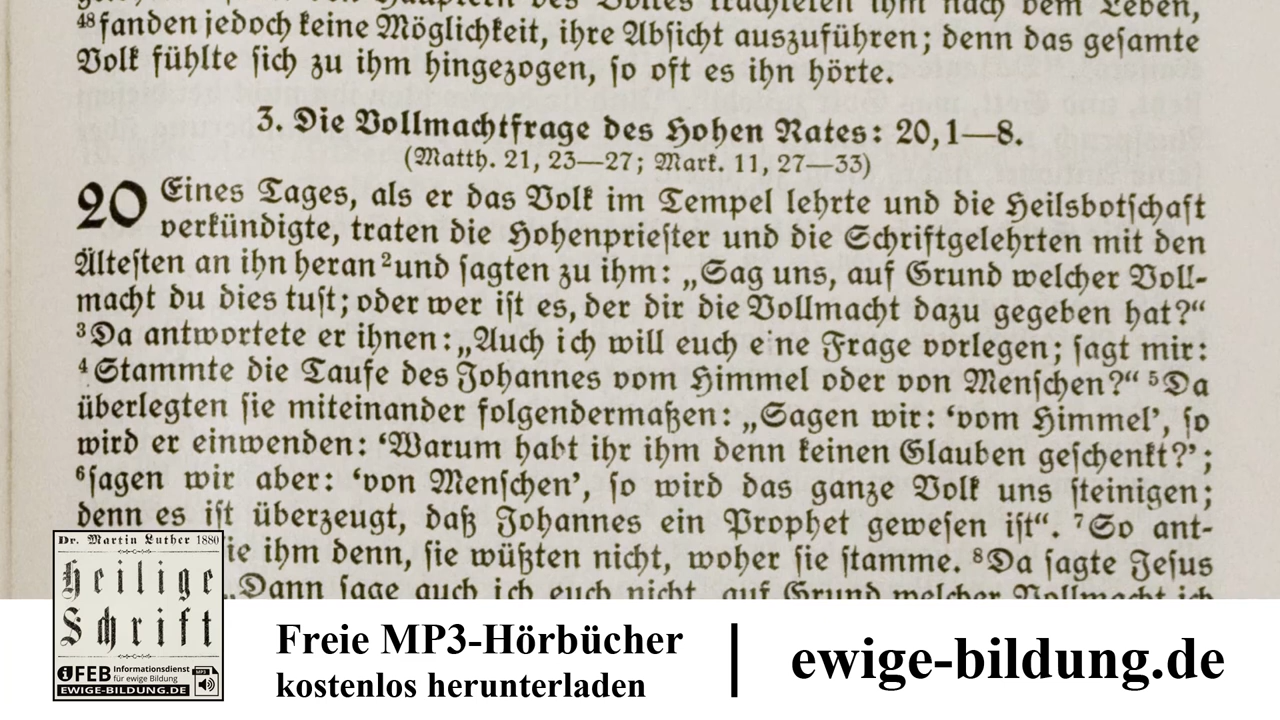 48 fanden jedoch keine Möglichkeit, ihre Absicht auszuführen; denn das gesamte
Volk fühlte sich zu ihm hingezogen, so oft es ihn hörte.
3. Die Vollmachtfrage des Hohen Rates: 20,1—8.
(Matth. 21, 23—27; Mark. 11, 27—33)
20 Eines Tages, als er das Volk im Tempel lehrte und die Heilsbotschaft
verkündigte, traten die Hohenpriester und die Schriftgelehrten mit den
Ältesten an ihn heran 2 und sagten zu ihm: „Sag uns, auf Grund welcher Voll-
macht du dies tust; oder wer ist es, der dir die Vollmacht dazu gegeben hat?“
3 Da antwortete er ihnen: „Auch ich will euch e ne Frage vorlegen; sagt mir:
4 Stammte die Taufe des Johannes vom Himmel oder von Menschen?“ 5 Da
überlegten sie miteinander folgendermaßen: „Sagen wir: ‘vom Himmel’, so
wird er einwenden: ‘Warum habt ihr ihm denn keinen Glauben geschenkt?’;
6 sagen wir aber: ‘von Menschen’, so wird das ganze Volk uns steinigen;
denn es ist überzeugt, daß Johannes ein Prophet gewesen ist“. 7 So ant-
ie ihm denn, sie wüßten nicht, woher sie stamme. 8 Da sagte Jesus
„Dann sage auch ich euch nicht, auf Grund welcher Vollmacht ich
Dr. Martin Luther 1880
Heilige
Schrift
iFEB Informationsdienst
für ewige Bildung
MP3
EWIGE-BILDUNG.DE
Freie MP3-Hörbücher
kostenlos herunterladen
ewige-bildung.de